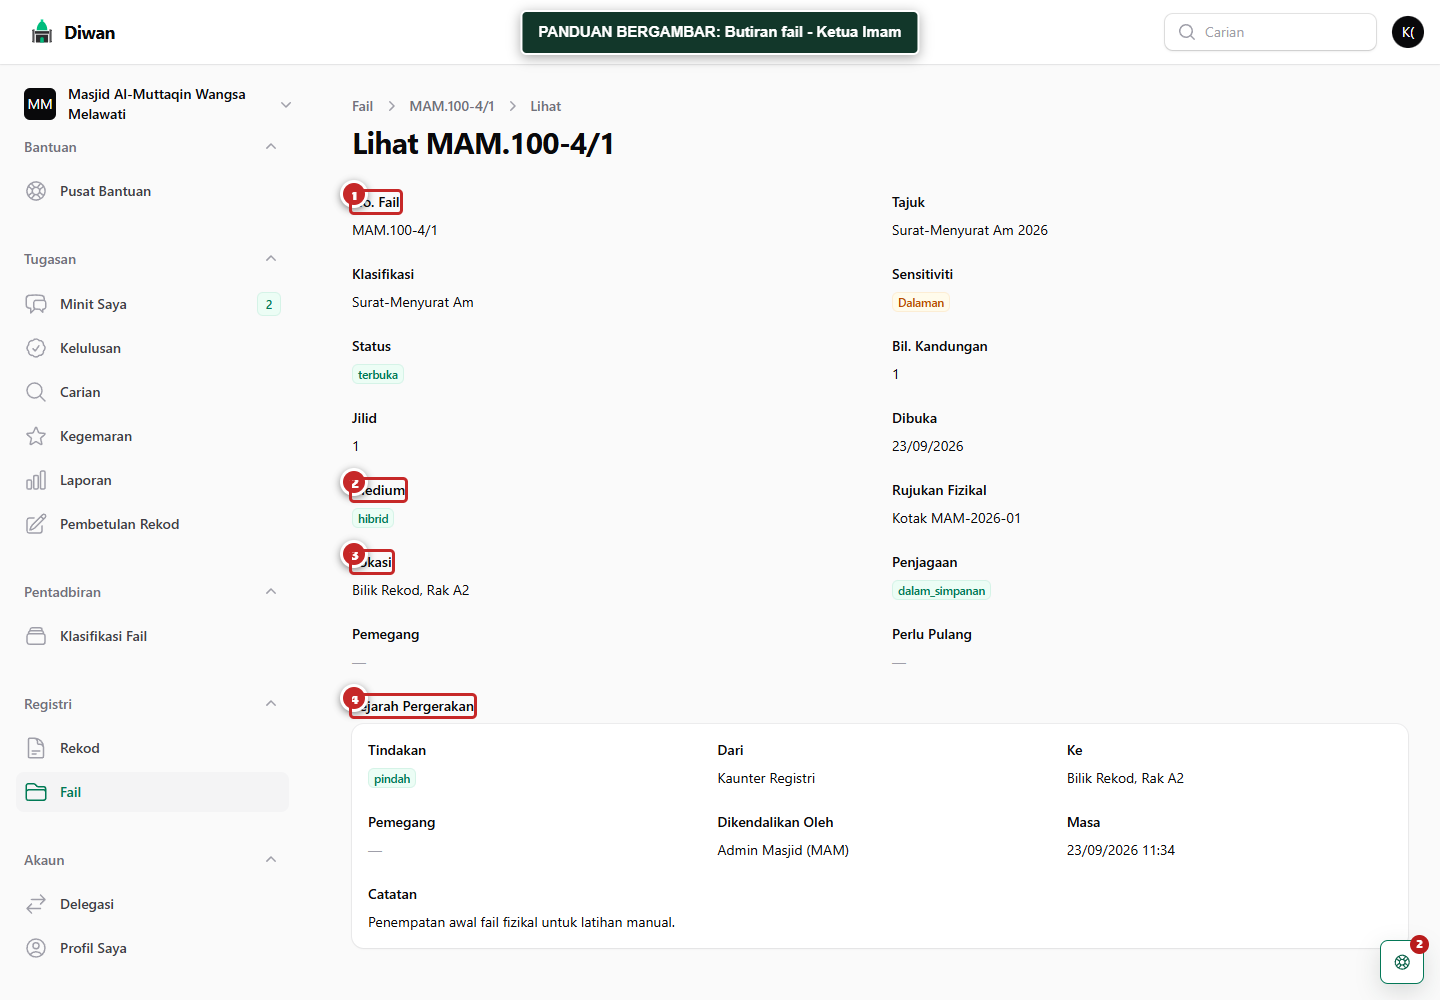 Diwan
PANDUAN BERGAMBAR: Butiran fail - Ketua Imam
Carian
K(
MM
Masjid Al-Muttaqin Wangsa
Melawati
Bantuan
Pusat Bantuan
Tugasan
Minit Saya
2
Kelulusan
Carian
Kegemaran
Laporan
Pembetulan Rekod
Pentadbiran
Klasifikasi Fail
Registri
Rekod
Fail
Akaun
Delegasi
Profil Saya
Fail > MAM.100-4/1 > Lihat
Lihat MAM.100-4/1
1
Fail
MAM.100-4/1
Tajuk
Surat-Menyurat Am 2026
Klasifikasi
Surat-Menyurat Am
Sensitiviti
Dalaman
Status
terbuka
Bil. Kandungan
1
Jilid
1
Dibuka
23/09/2026
2
Medium
hibrid
Rujukan Fizikal
Kotak MAM-2026-01
3
Lokasi
Bilik Rekod, Rak A2
Penjagaan
dalam_simpanan
Pemegang
—
Perlu Pulang
—
4
Sejarah Pergerakan
Tindakan
pindah
Dari
Kaunter Registri
Ke
Bilik Rekod, Rak A2
Pemegang
—
Dikendalikan Oleh
Admin Masjid (MAM)
Masa
23/09/2026 11:34
Catatan
Penempatan awal fail fizikal untuk latihan manual.
2